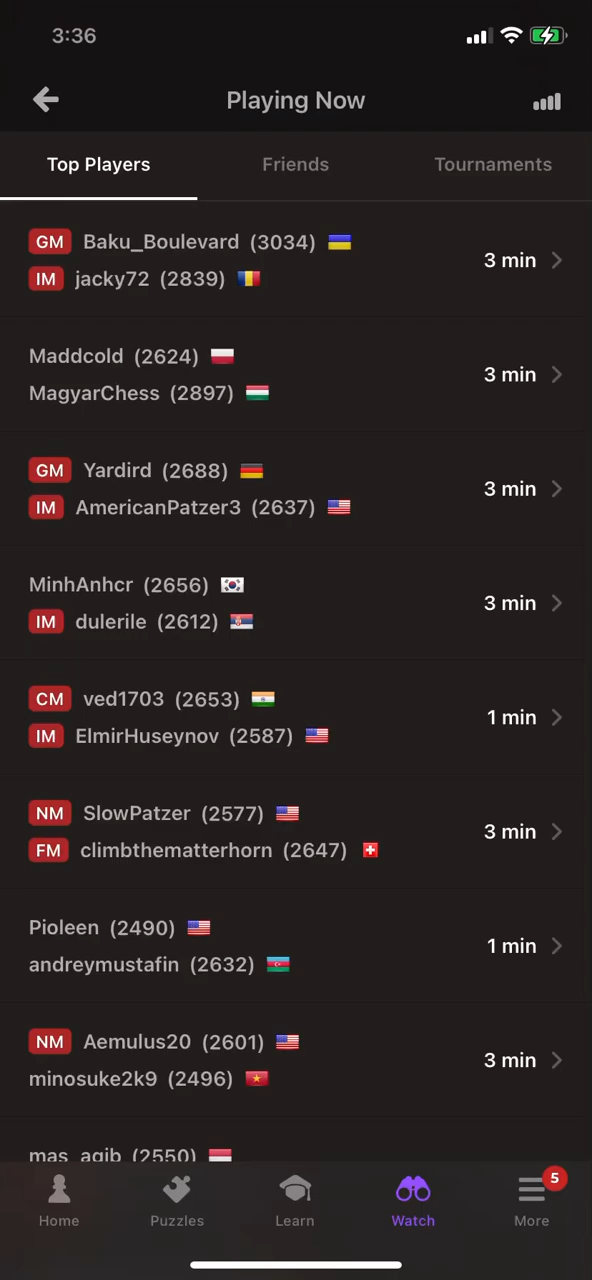 3:36
Playing Now
Top Players Friends Tournaments
GM Baku_Boulevard (3034)
IM jacky72 (2839)
3 min
Maddcold (2624)
MagyarChess (2897)
3 min
GM Yardird (2688)
IM AmericanPatzer3 (2637)
3 min
MinhAnhcr (2656)
IM dulerile (2612)
3 min
CM ved1703 (2653)
IM ElmirHuseynov (2587)
1 min
NM SlowPatzer (2577)
FM climbthematterhorn (2647)
3 min
Pioleen (2490)
andreymustafin (2632)
1 min
NM Aemulus20 (2601)
minosuke2k9 (2496)
3 min
mas_aqib (2550)
5
Home Puzzles Learn Watch More